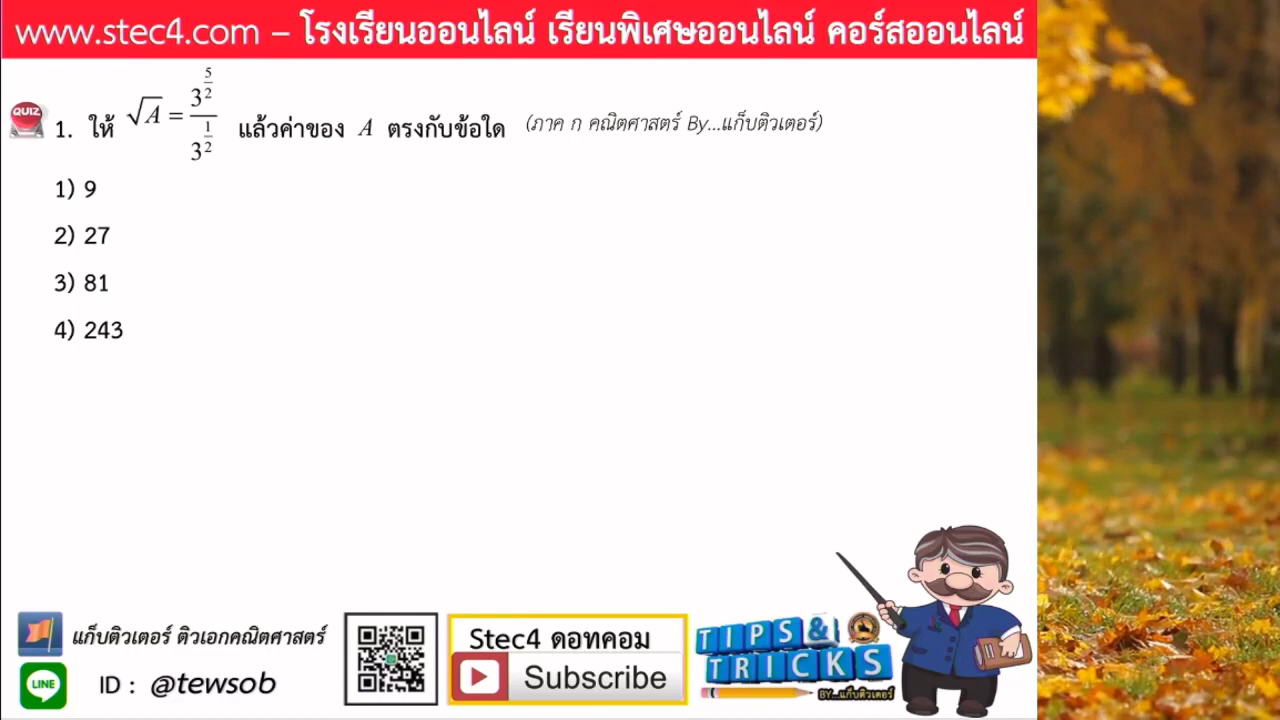 www.stec4.com – โรงเรียนออนไลน์ เรียนพิเศษออนไลน์ คอร์สออนไลน์
QUIZ
1. ให้ √A = 3^(5/2) / 3^(1/2) แล้วค่าของ A ตรงกับข้อใด (ภาค ก คณิตศาสตร์ By...แก็บติวเตอร์)
1) 9
2) 27
3) 81
4) 243
แก็บติวเตอร์ ติวเอกคณิตศาสตร์
LINE
ID : @tewsob
Stec4 ดอทคอม
Subscribe
TIPS &
TRICKS
BY...แก็บติวเตอร์